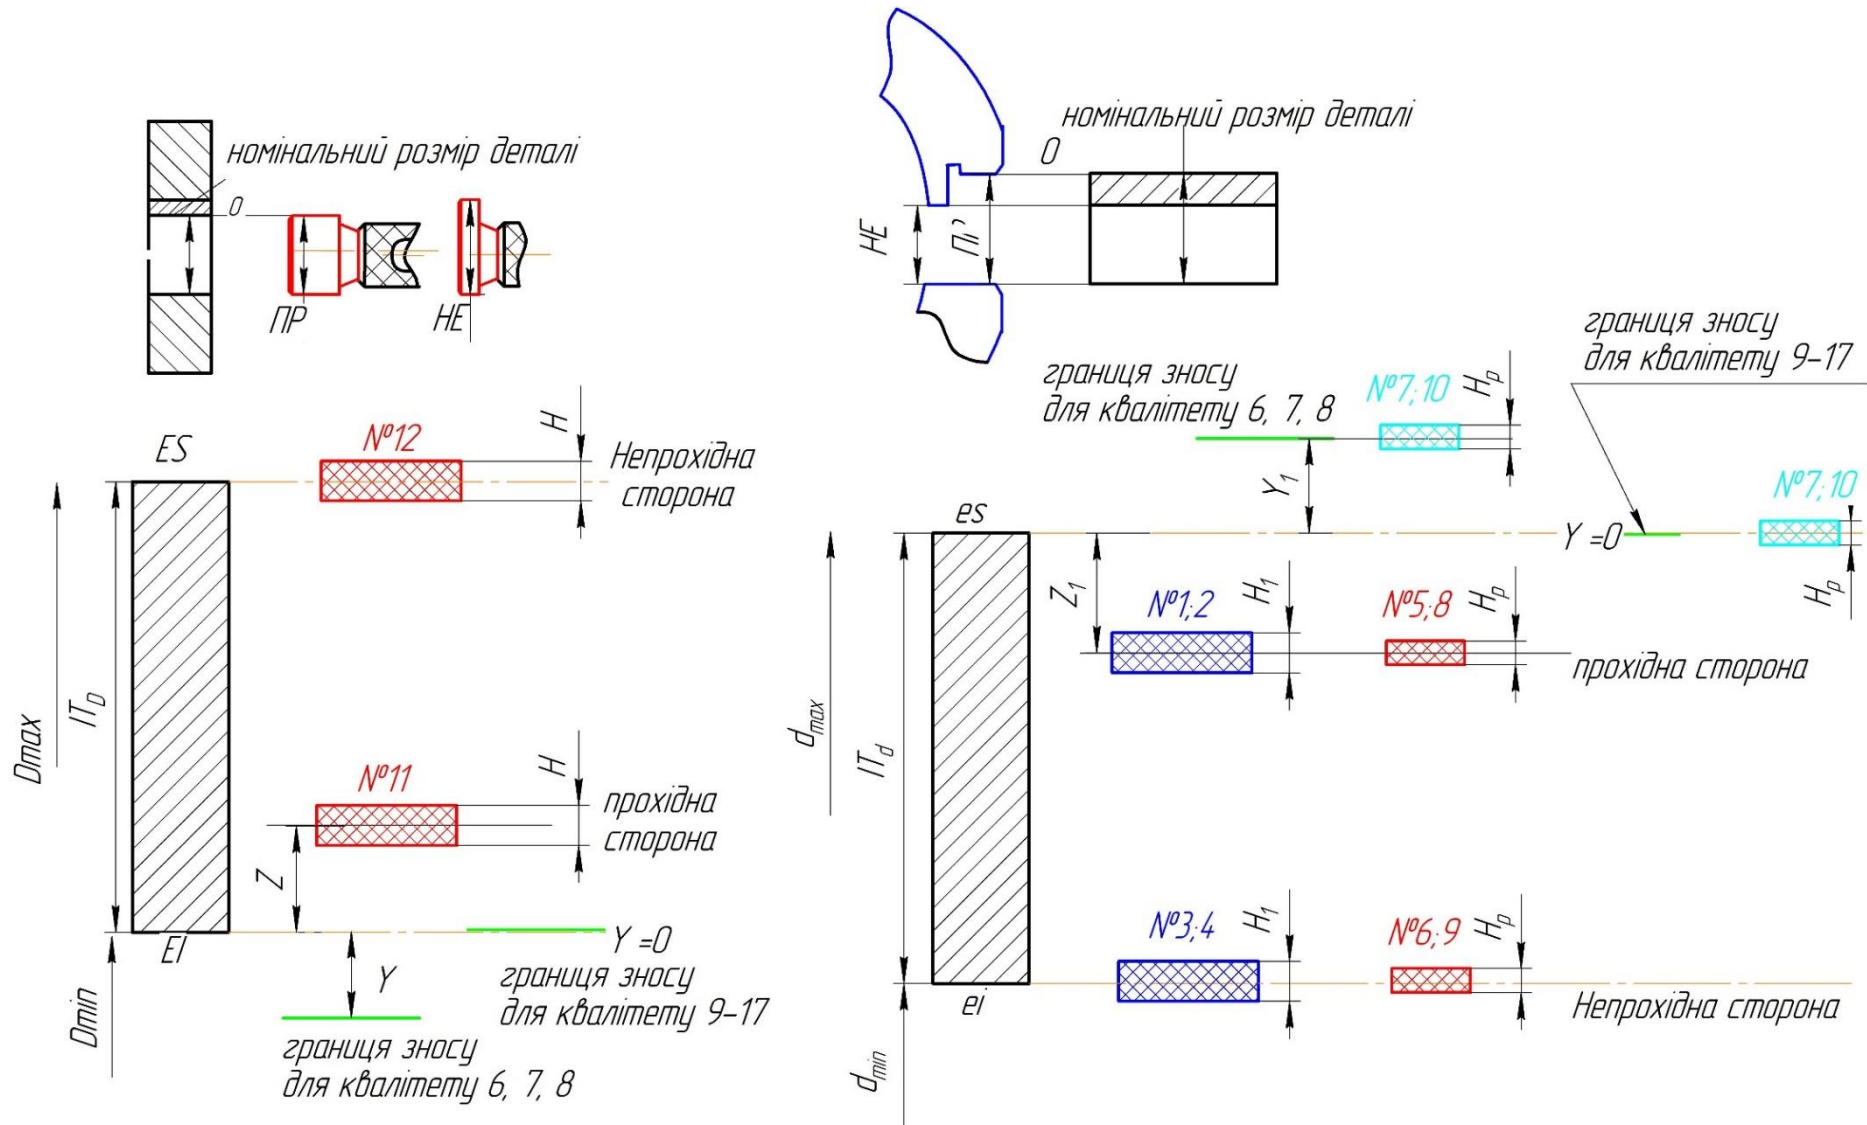 номінальний розмір деталі
0
ПР
НЕ
ES
№12
H
Непрохідна
сторона
Dmax
IT_D
№11
H
прохідна
сторона
Z
EI
Y =0
Y
границя зносу
для квалітету 9-17
Dmin
границя зносу
для квалітету 6, 7, 8
номінальний розмір деталі
0
НЕ
ПР
границя зносу
для квалітету 9-17
границя зносу
для квалітету 6, 7, 8
№7;10
H_p
Y_1
№7;10
es
Y =0
H_p
Z_1
№1;2
H_1
№5;8
H_p
прохідна сторона
d_max
IT_d
№3;4
H_1
№6;9
H_p
ei
Непрохідна сторона
d_min